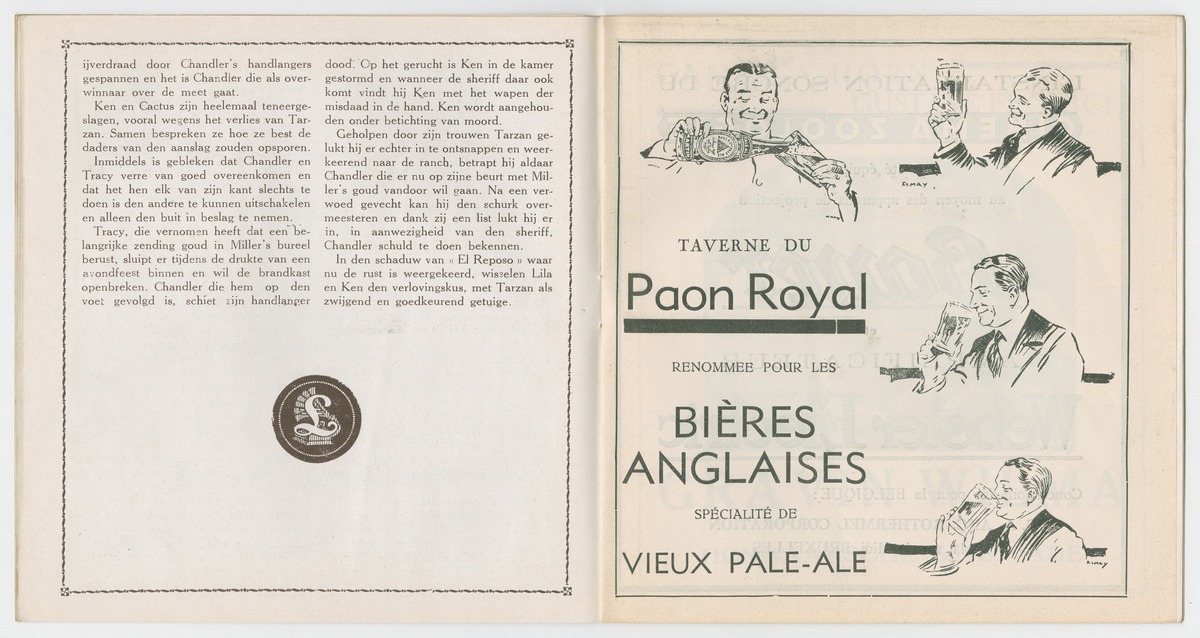 ijverdraad door Chandler's handlangers
gespannen en het is Chandler die als over-
winnaar over de meet gaat.
Ken en Cactus zijn heelemaal teneerge-
slagen, vooral wegens het verlies van Tar-
zan. Samen bespreken ze hoe ze best de
daders van den aanslag zouden opsporen.
Inmiddels is gebleken dat Chandler en
Tracy verre van goed overeenkomen en
dat het hen elk van zijn kant slechts te
doen is den andere te kunnen uitschakelen
en alleen den buit in beslag te nemen.
Tracy, die vernomen heeft dat een be-
langrijke zending goud in Miller's bureel
berust, sluipt er tijdens de drukte van een
avondfeest binnen en wil de brandkast
openbreken. Chandler die hem op den
voet gevolgd is, schiet zijn handlanger
dood. Op het gerucht is Ken in de kamer
gestormd en wanneer de sheriff daar ook
komt vindt hij Ken met het wapen der
misdaad in de hand. Ken wordt aangehou-
den onder betichting van moord.
Geholpen door zijn trouwen Tarzan ge-
lukt hij er echter in te ontsnappen en weer-
keerend naar de ranch, betrapt hij aldaar
Chandler die er nu op zijne beurt met Mil-
ler's goud vandoor wil gaan. Na een ver-
woed gevecht kan hij den schurk over-
meesteren en dank zij een list lukt hij er
in, in aanwezigheid van den sheriff,
Chandler schuld te doen bekennen.
In den schaduw van « El Reposo » waar
nu de rust is weergekeerd, wisselen Lila
en Ken den verlovingskus, met Tarzan als
zwijgend en goedkeurend getuige.
L
ELMAY.
TAVERNE DU
Paon Royal
RENOMMEE POUR LES
BIÈRES
ANGLAISES
SPÉCIALITÉ DE
VIEUX PALE-ALE
ELMAY